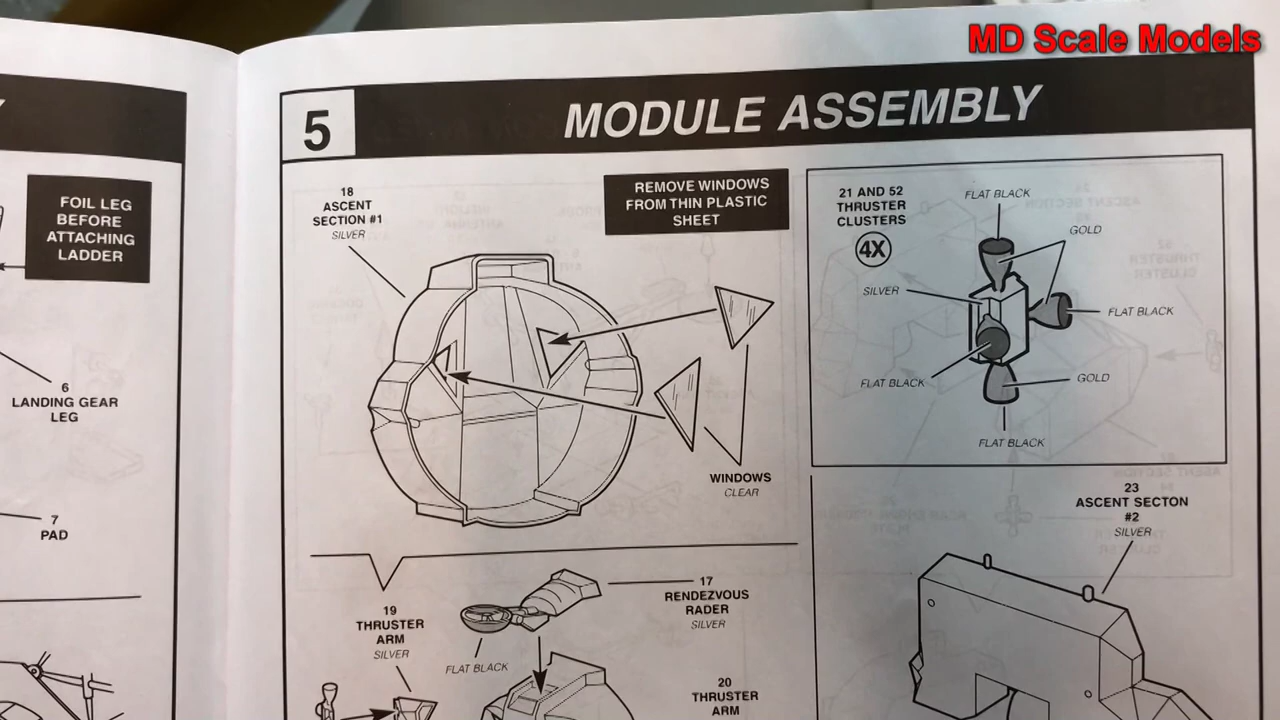 MD Scale Models
FOIL LEG
BEFORE
ATTACHING
LADDER
6
LANDING GEAR
LEG
7
PAD
5
MODULE ASSEMBLY
18
ASCENT
SECTION #1
SILVER
REMOVE WINDOWS
FROM THIN PLASTIC
SHEET
WINDOWS
CLEAR
21 AND 52
THRUSTER
CLUSTERS
4X
FLAT BLACK
GOLD
SILVER
FLAT BLACK
FLAT BLACK
GOLD
FLAT BLACK
19
THRUSTER
ARM
SILVER
17
RENDEZVOUS
RADER
SILVER
FLAT BLACK
20
THRUSTER
ARM
23
ASCENT SECTON
#2
SILVER